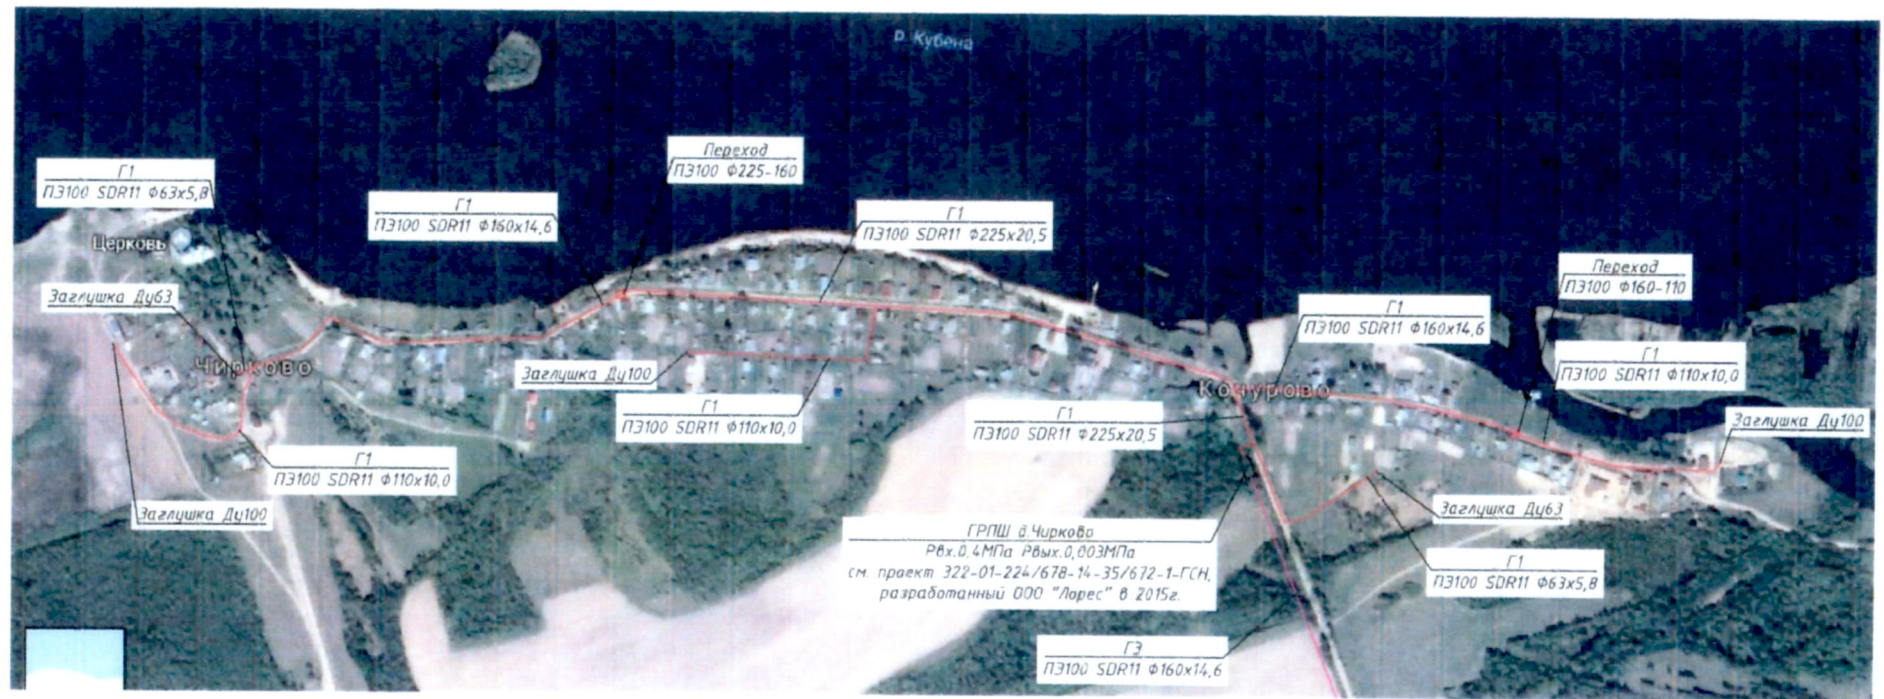 р. Кубена
Переход
ПЭ100 Ф225-160
Г1
ПЭ100 SDR11 Ф63х5,8
Г1
ПЭ100 SDR11 Ф160х14,6
Г1
ПЭ100 SDR11 Ф225х20,5
Церковь
Заглушка Ду63
Переход
ПЭ100 Ф160-110
Г1
ПЭ100 SDR11 Ф160х14,6
Г1
ПЭ100 SDR11 Ф110х10,0
Чирково
Заглушка Ду100
Кочурово
Г1
ПЭ100 SDR11 Ф110х10,0
Г1
ПЭ100 SDR11 Ф225х20,5
Заглушка Ду100
Г1
ПЭ100 SDR11 Ф110х10,0
Заглушка Ду100
Заглушка Ду63
ГРПШ д.Чирково
Рвх.0,4МПа Рвых.0,003МПа
см. проект 322-01-224/678-14-35/672-1-ГСН,
разработанный ООО "Лорес" в 2015г.
Г1
ПЭ100 SDR11 Ф63х5,8
Г3
ПЭ100 SDR11 Ф160х14,6